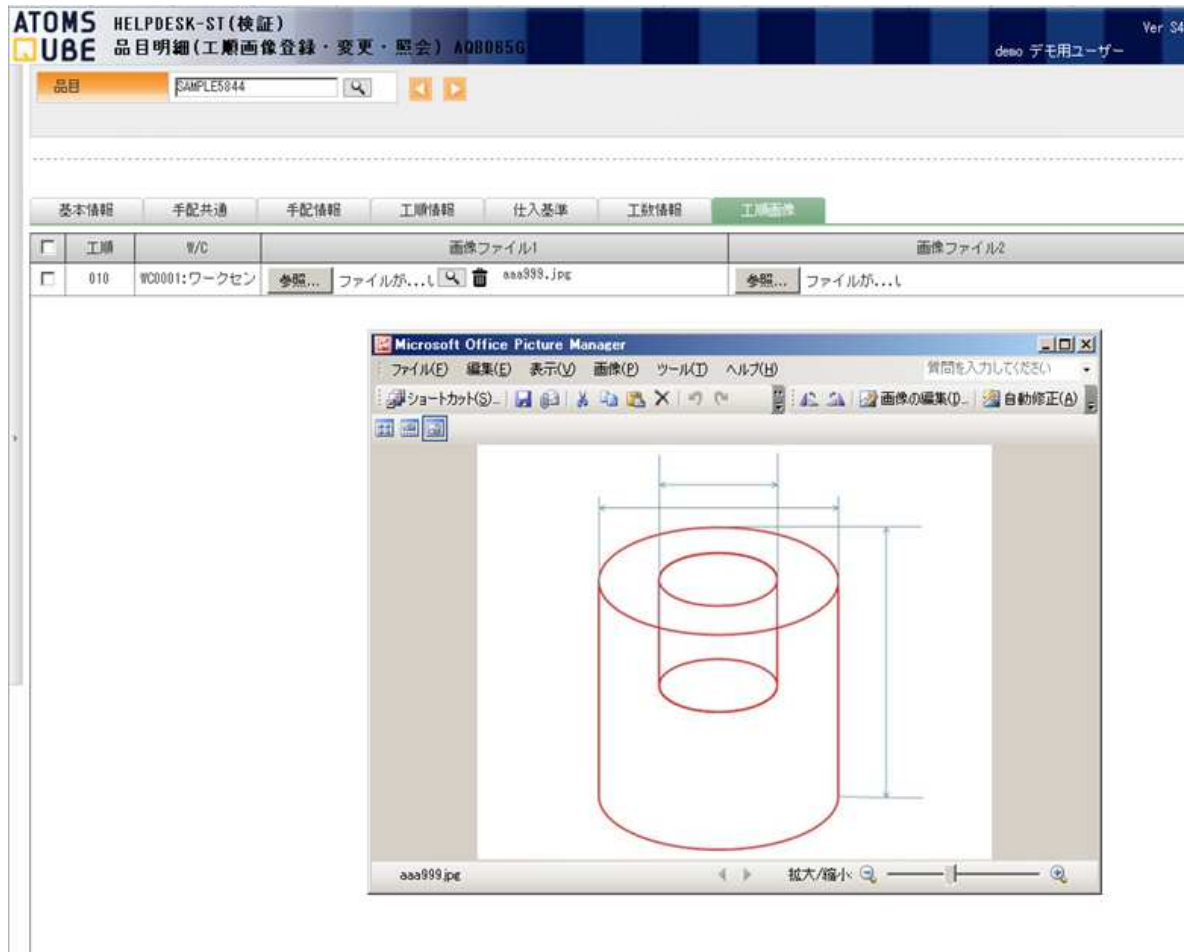 ATOMS QUBE
HELPDESK-ST(検証)
品目明細(工順画像登録・変更・照会) AQB085G
Ver S4
demo デモ用ユーザー
品目 SAMPLE5844
基本情報 手配共通 手配情報 工順情報 仕入基準 工数情報 工順画像
工順 W/C 画像ファイル1 画像ファイル2
010 WC0001:ワークセン 参照... ファイルが...し aaa999.jpg 参照... ファイルが...し
Microsoft Office Picture Manager
ファイル(F) 編集(E) 表示(V) 画像(P) ツール(T) ヘルプ(H) 質問を入力してください
ショートカット(S)... 画像の編集(D... 自動修正(A)
aaa999.jpg 拡大/縮小: